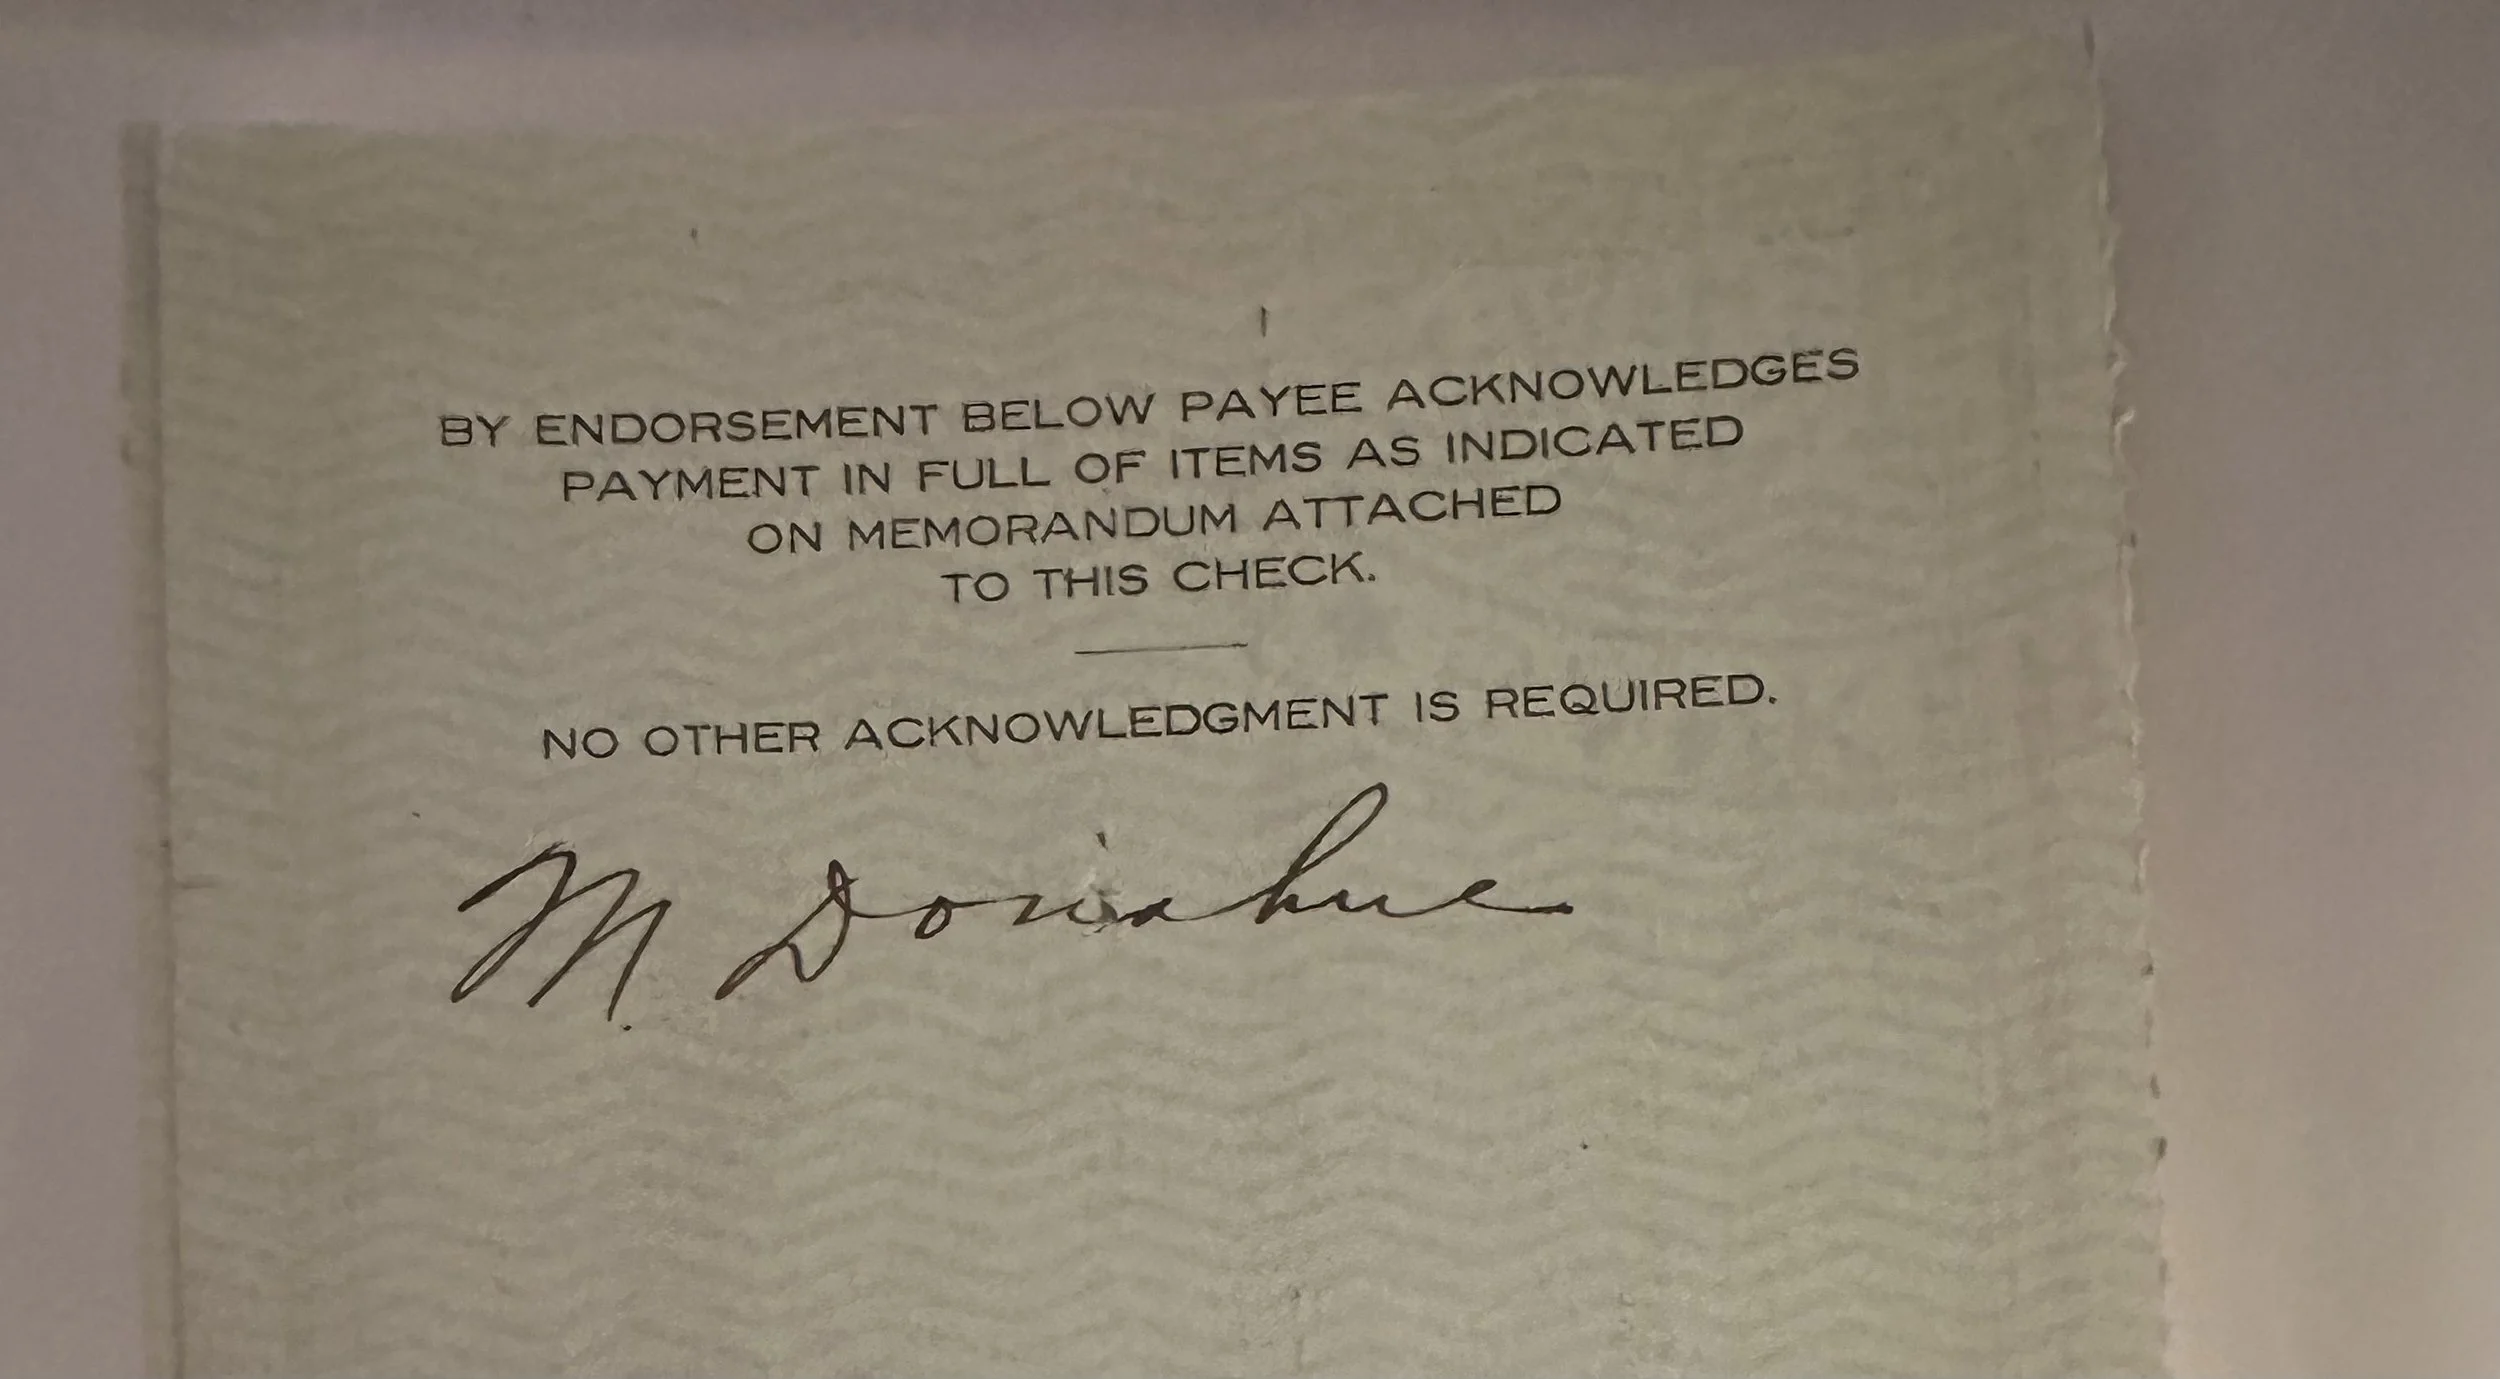 BY ENDORSEMENT BELOW PAYEE ACKNOWLEDGES
PAYMENT IN FULL OF ITEMS AS INDICATED
ON MEMORANDUM ATTACHED
TO THIS CHECK.
NO OTHER ACKNOWLEDGMENT IS REQUIRED.
M. Donahue